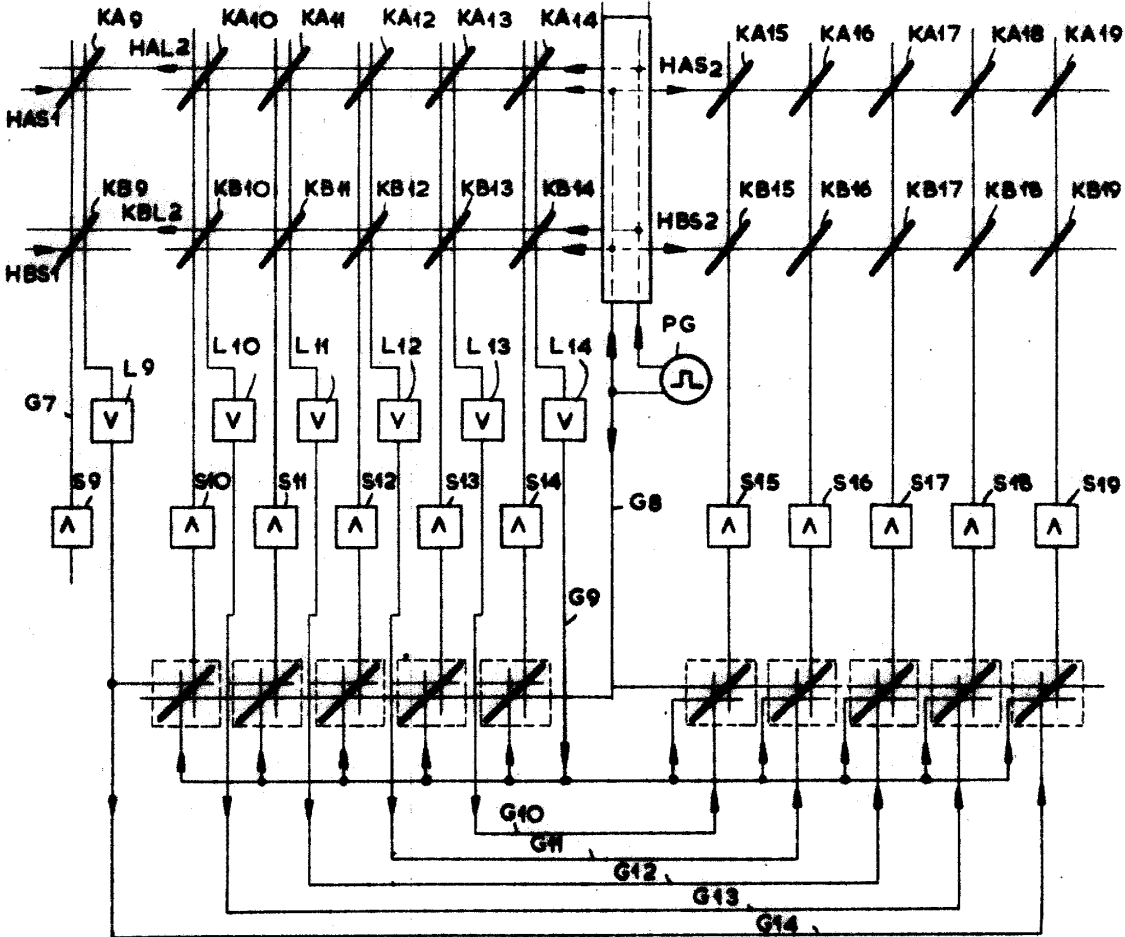 KA9 KA10 KA11 KA12 KA13 KA14 KA15 KA16 KA17 KA18 KA19
HAL2 HAS2
HAS1
KB9 KB10 KB11 KB12 KB13 KB14 KB15 KB16 KB17 KB18 KB19
KBL2 HBS2
HBS1
PG
L9 L10 L11 L12 L13 L14
G7
V V V V V V
S9 S10 S11 S12 S13 S14 G8 S15 S16 S17 S18 S19
Λ Λ Λ Λ Λ Λ Λ Λ Λ Λ Λ
G9
G10
G11
G12
G13
G14